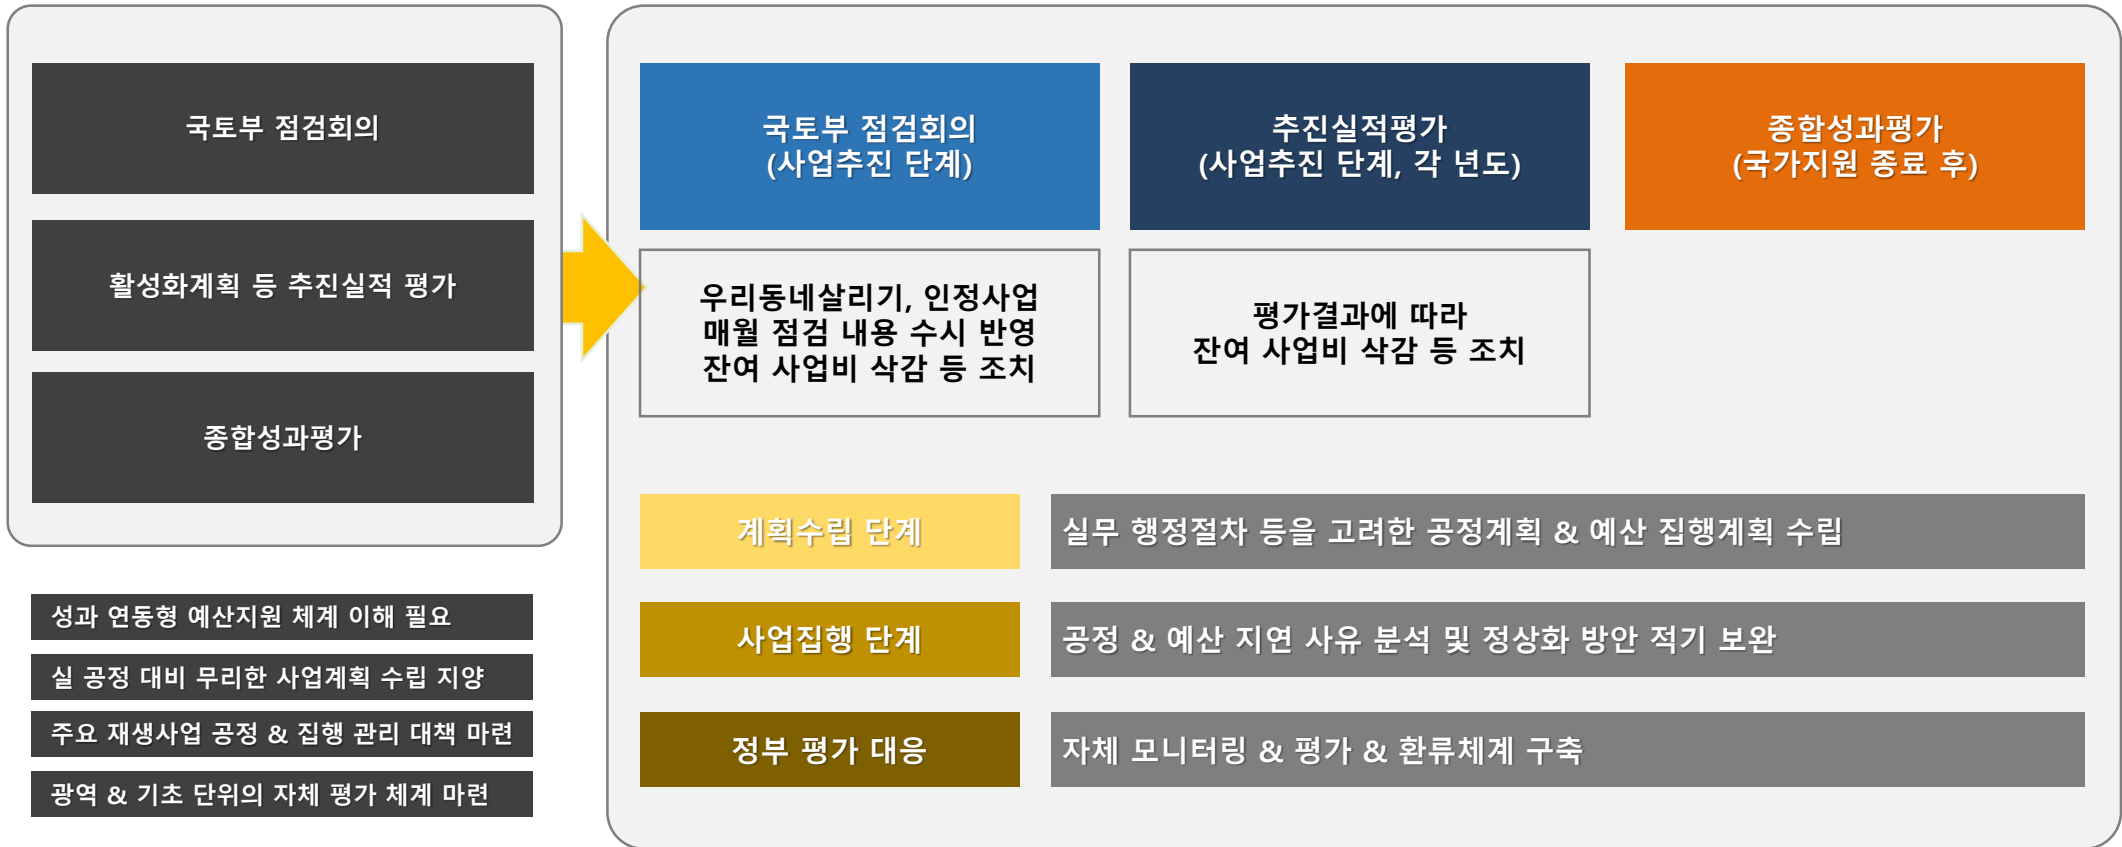 국토부 점검회의
활성화계획 등 추진실적 평가
종합성과평가
성과 연동형 예산지원 체계 이해 필요
실 공정 대비 무리한 사업계획 수립 지양
주요 재생사업 공정 & 집행 관리 대책 마련
광역 & 기초 단위의 자체 평가 체계 마련
국토부 점검회의
(사업추진 단계)
추진실적평가
(사업추진 단계, 각 년도)
종합성과평가
(국가지원 종료 후)
우리동네살리기, 인정사업
매월 점검 내용 수시 반영
잔여 사업비 삭감 등 조치
평가결과에 따라
잔여 사업비 삭감 등 조치
계획수립 단계
실무 행정절차 등을 고려한 공정계획 & 예산 집행계획 수립
사업집행 단계
공정 & 예산 지연 사유 분석 및 정상화 방안 적기 보완
정부 평가 대응
자체 모니터링 & 평가 & 환류체계 구축